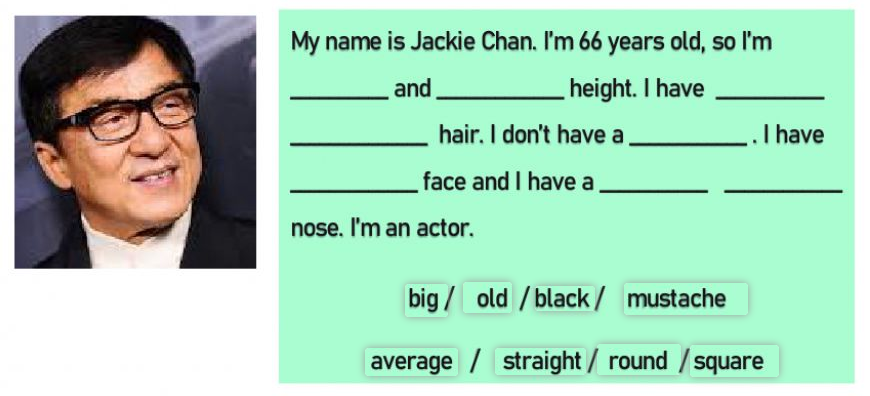 My name is Jackie Chan. I'm 66 years old, so I'm
________ and __________ height. I have _________
___________ hair. I don't have a __________ . I have
__________ face and I have a _________ __________
nose. I'm an actor.
big / old / black / mustache
average / straight / round / square